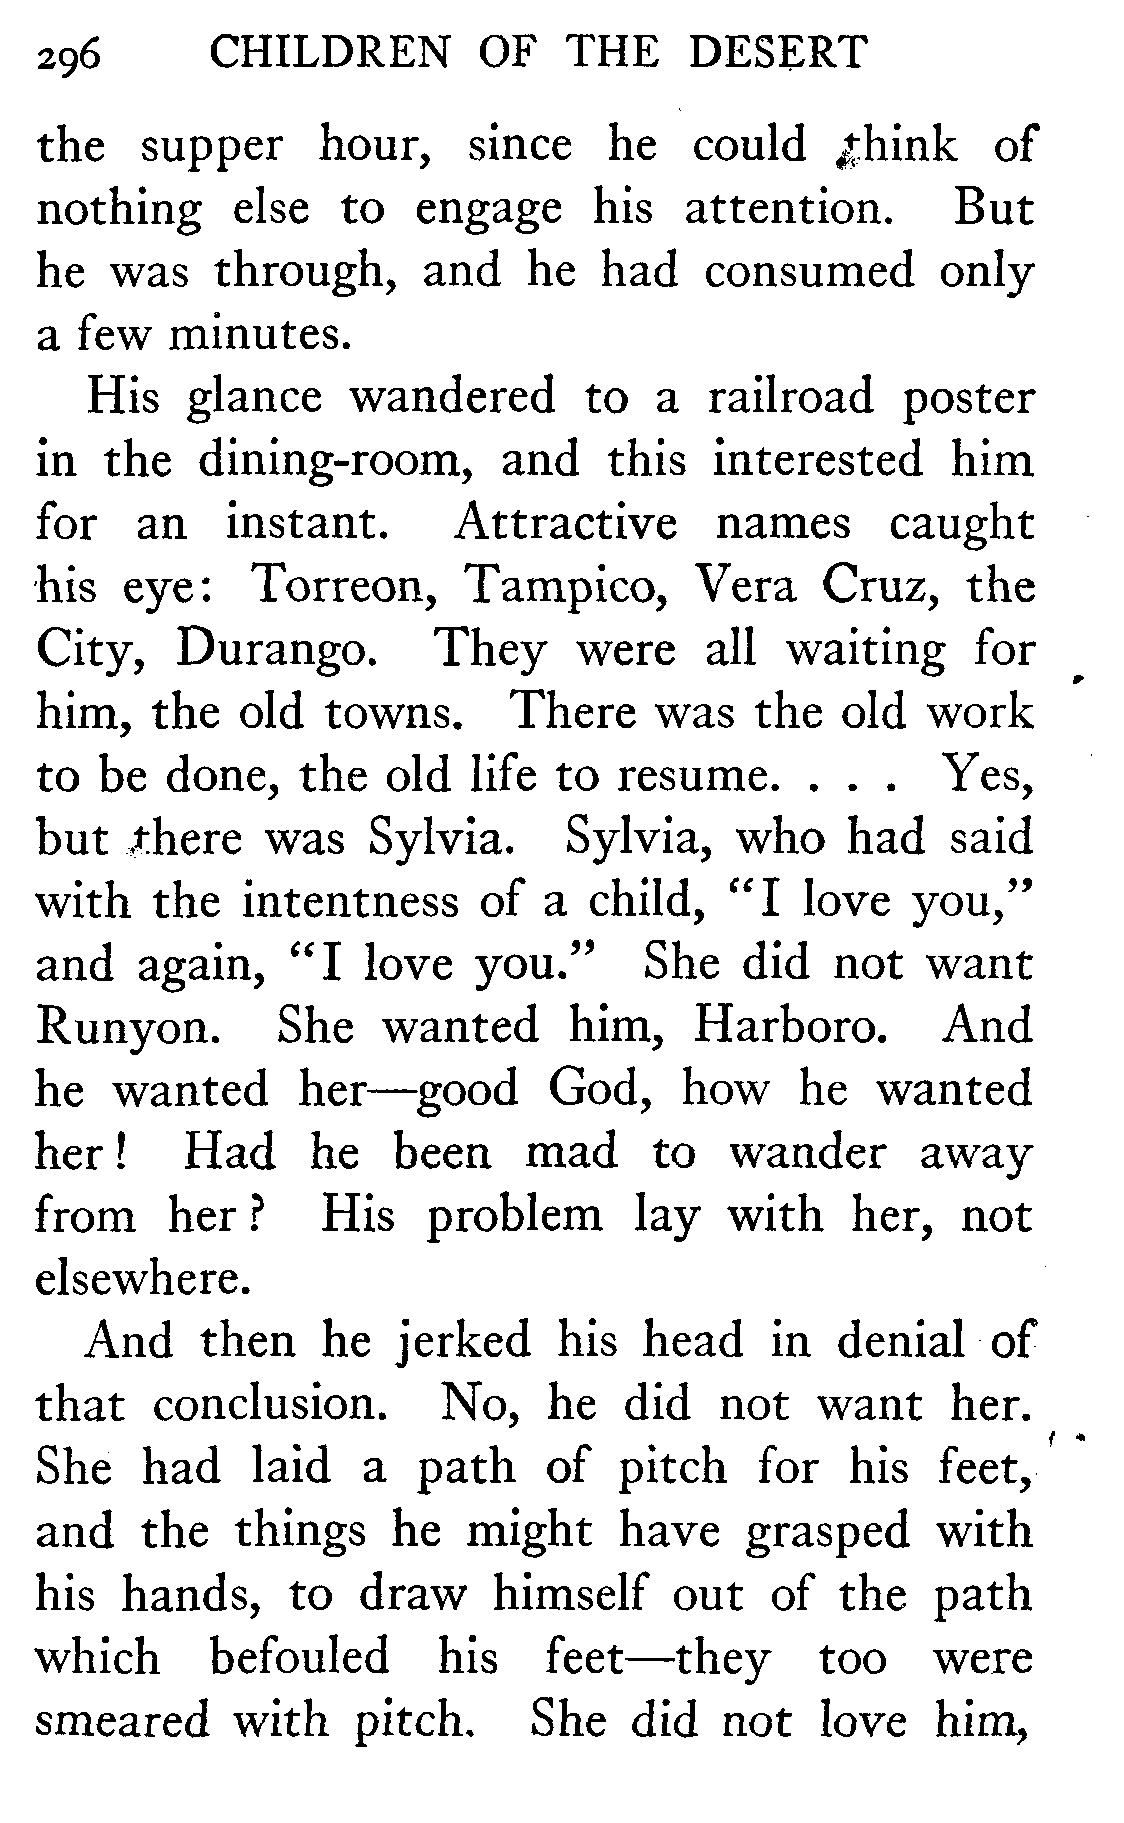 296 CHILDREN OF THE DESERT
the supper hour, since he could think of
nothing else to engage his attention. But
he was through, and he had consumed only
a few minutes.
His glance wandered to a railroad poster
in the dining-room, and this interested him
for an instant. Attractive names caught
his eye: Torreon, Tampico, Vera Cruz, the
City, Durango. They were all waiting for
him, the old towns. There was the old work
to be done, the old life to resume. . . . Yes,
but there was Sylvia. Sylvia, who had said
with the intentness of a child, “I love you,”
and again, “I love you.” She did not want
Runyon. She wanted him, Harboro. And
he wanted her—good God, how he wanted
her! Had he been mad to wander away
from her? His problem lay with her, not
elsewhere.
And then he jerked his head in denial of
that conclusion. No, he did not want her.
She had laid a path of pitch for his feet,
and the things he might have grasped with
his hands, to draw himself out of the path
which befouled his feet—they too were
smeared with pitch. She did not love him,